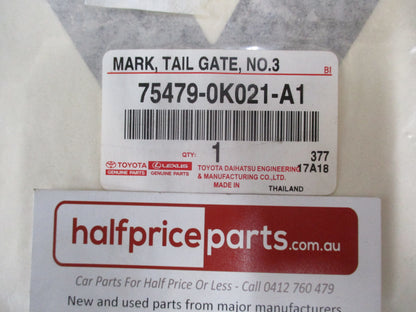 MARK, TAIL GATE, NO.3
BI
75479-0K021-A1
QTY: 1
377
17A18
TOYOTA
GENUINE PARTS
LEXUS
GENUINE PARTS
TOYOTA DAIHATSU ENGINEERING
& MANUFACTURING CO.,LTD.
MADE IN THAILAND
halfpriceparts.com.au
Car Parts For Half Price Or Less - Call 0412 760 479
New and used parts from major manufacturers